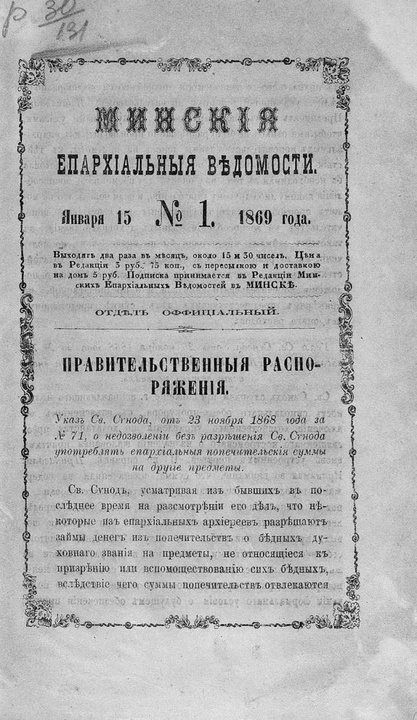 р 30
131
МИНСКІЯ
ЕПАРХІАЛЬНЫЯ ВѢДОМОСТИ.
Января 15 № 1. 1869 года.
Выходятъ два раза въ мѣсяцъ, около 15 и 30 чиселъ. Цѣна
въ Редакціи 3 руб. 75 коп., съ пересылкою и доставкою
на домъ 5 руб. Подписка принимается въ Редакціи Мин-
скихъ Епархіальныхъ Вѣдомостей въ МИНСКѢ.
ОТДѢЛЪ ОФФИЦІАЛЬНЫЙ.
ПРАВИТЕЛЬСТВЕННЫЯ РАСПО-
РЯЖЕНІЯ.
Указъ Св. Сѵнода, отъ 23 ноября 1868 года за
№ 71, о недозволеніи безъ разрѣшенія Св. Сѵнода
употреблять епархіальныя попечительскія суммы
на другіе предметы.
Св. Сѵнодъ, усматривая изъ бывшихъ въ по-
слѣднее время на разсмотрѣніи его дѣлъ, что нѣ-
которые изъ епархіальныхъ архіереевъ разрѣшаютъ
займы денегъ изъ попечительствъ о бѣдныхъ ду-
ховнаго званія на предметы, не относящіеся къ
призрѣнію или вспомоществованію сихъ бѣдныхъ,
вслѣдствіе чего суммы попечительствъ отвлекаются